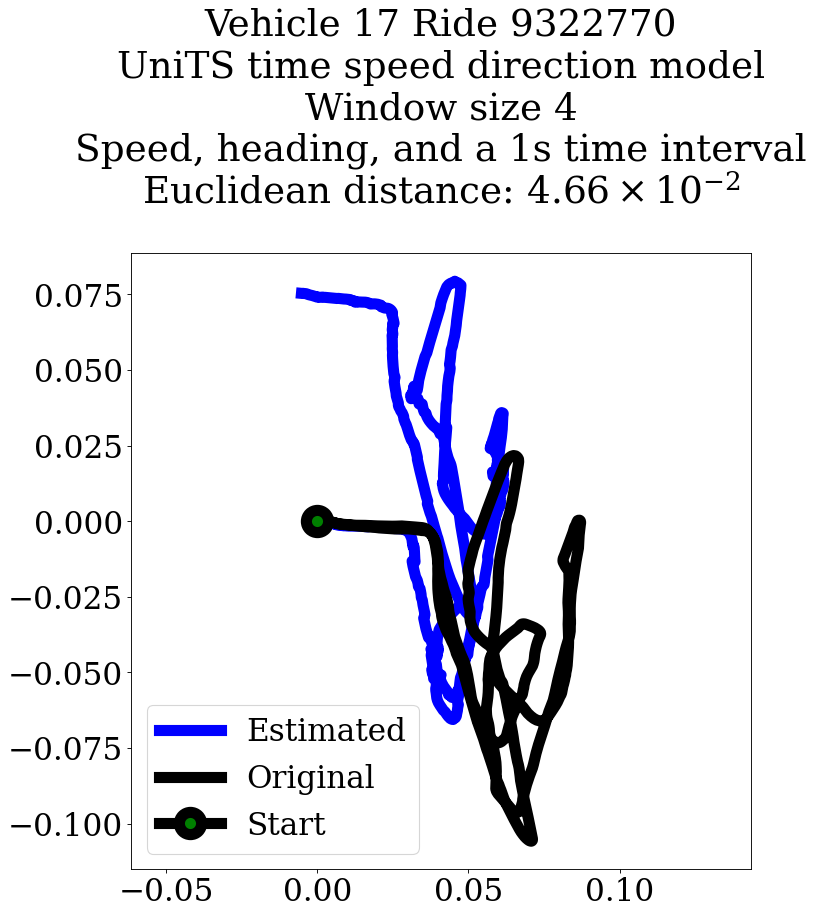 Vehicle 17 Ride 9322770
UniTS time speed direction model
Window size 4
Speed, heading, and a 1s time interval
Euclidean distance: 4.66 × 10⁻²
0.075
0.050
0.025
0.000
−0.025
−0.050
−0.075
−0.100
Estimated
Original
Start
−0.05 0.00 0.05 0.10